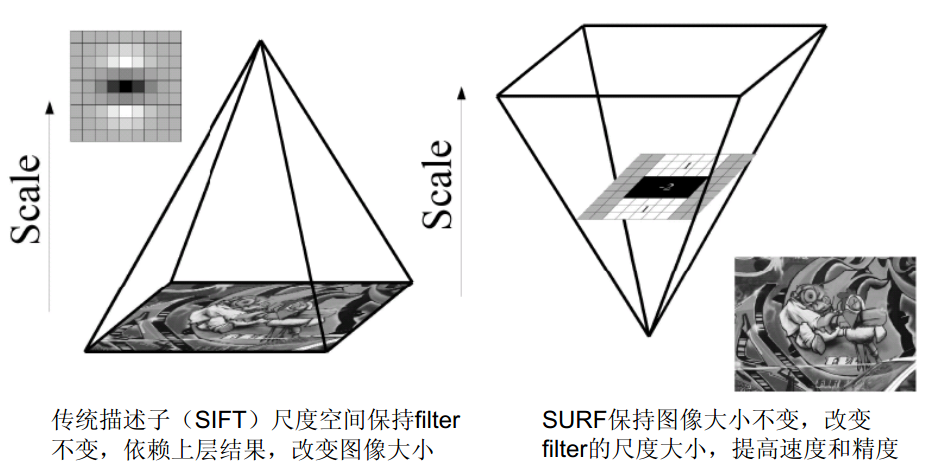 Scale
Scale
1
-2
1
传统描述子（SIFT）尺度空间保持filter
不变，依赖上层结果，改变图像大小
SURF保持图像大小不变，改变
filter的尺度大小，提高速度和精度